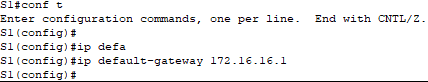 S1#conf t
Enter configuration commands, one per line.  End with CNTL/Z.
S1(config)#
S1(config)#ip defa
S1(config)#ip default-gateway 172.16.16.1
S1(config)#